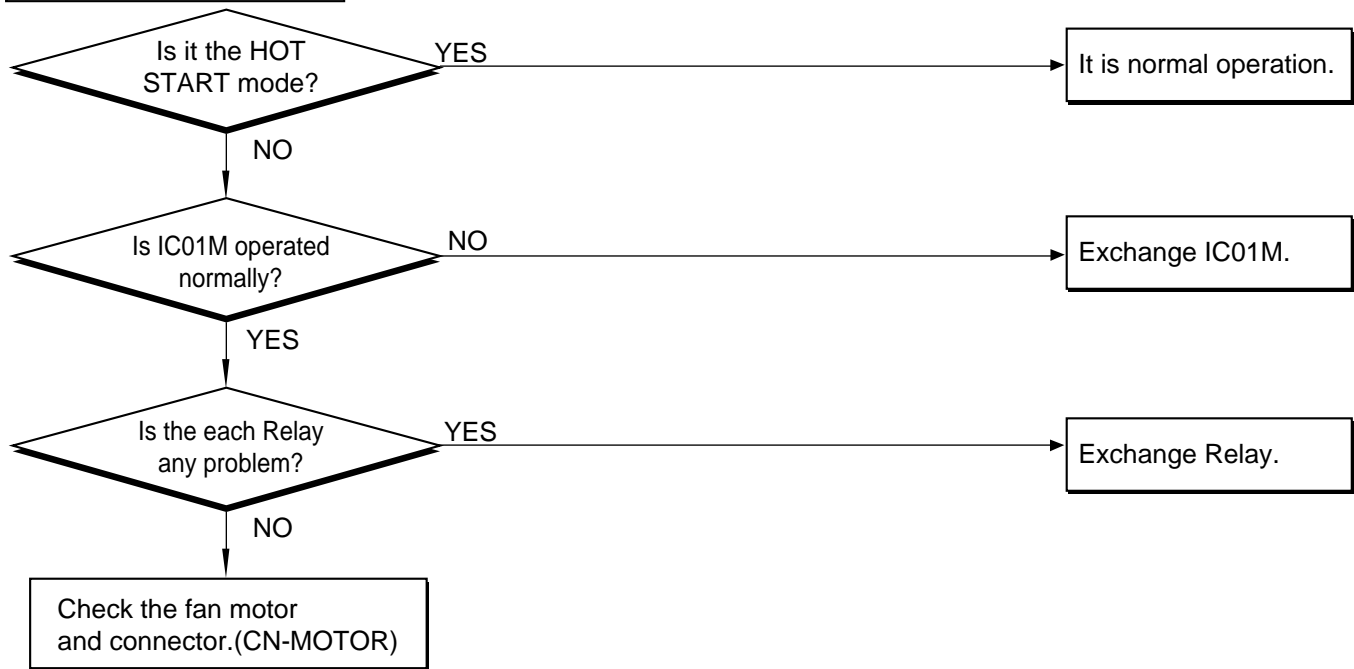 Is it the HOT
START mode?
YES
It is normal operation.
NO
Is IC01M operated
normally?
NO
Exchange IC01M.
YES
Is the each Relay
any problem?
YES
Exchange Relay.
NO
Check the fan motor
and connector.(CN-MOTOR)